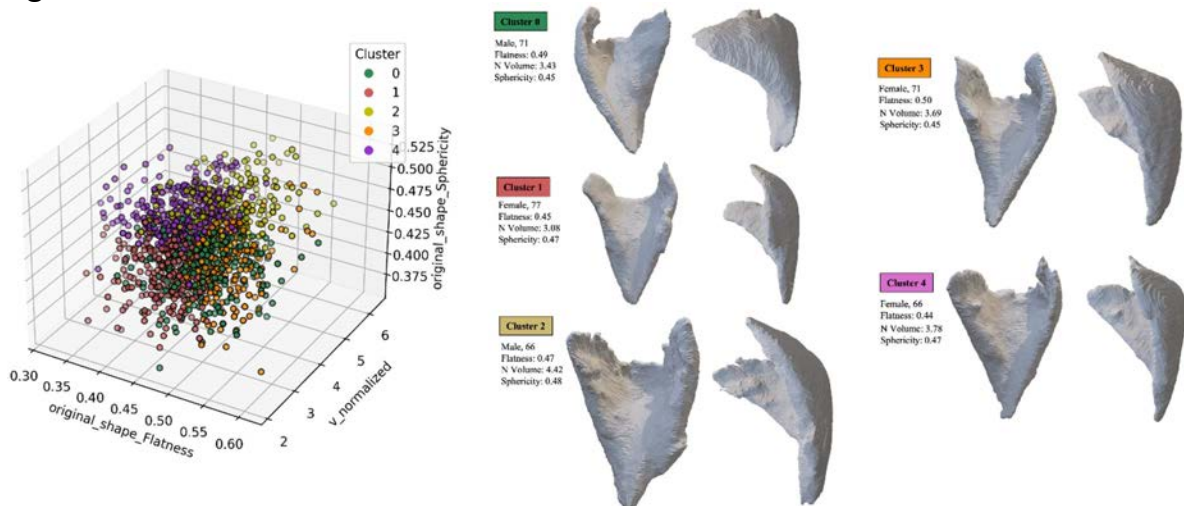 Cluster
0
1
2
3
4
0.525
0.500
0.475
0.450
0.425
0.400
0.375
original_shape_Sphericity
6
5
4
3
2
v_normalized
0.30
0.35
0.40
0.45
0.50
0.55
0.60
original_shape_Flatness
Cluster 0
Male, 71
Flatness: 0.49
N Volume: 3.43
Sphericity: 0.45
Cluster 1
Female, 77
Flatness: 0.45
N Volume: 3.08
Sphericity: 0.47
Cluster 2
Male, 66
Flatness: 0.47
N Volume: 4.42
Sphericity: 0.48
Cluster 3
Female, 71
Flatness: 0.50
N Volume: 3.69
Sphericity: 0.45
Cluster 4
Female, 66
Flatness: 0.44
N Volume: 3.78
Sphericity: 0.47